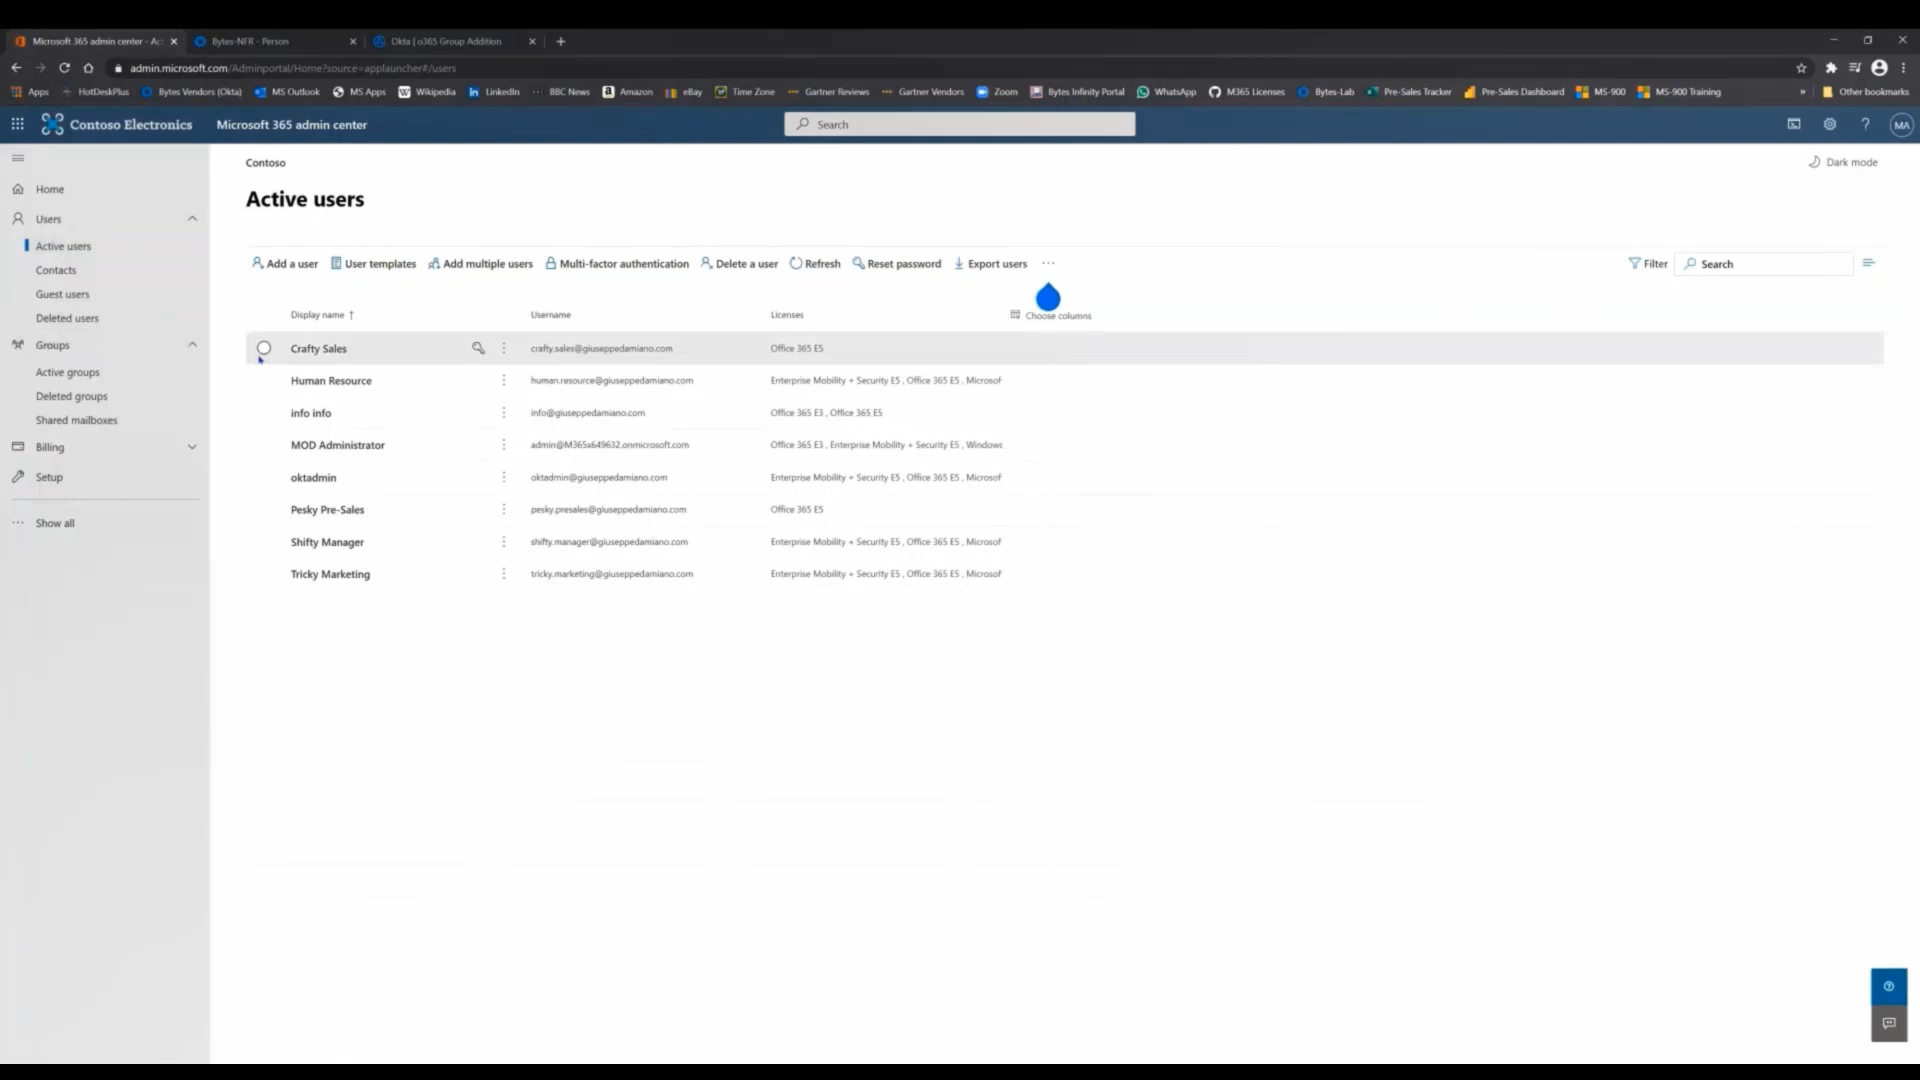 Microsoft 365 admin center - Ac
Bytes-NFR - Person
Okta | o365 Group Addition
admin.microsoft.com/Adminportal/Home?source=applauncher#/users
Apps
HotDeskPlus
Bytes Vendors (Okta)
MS Outlook
MS Apps
Wikipedia
LinkedIn
BBC News
Amazon
eBay
Time Zone
Gartner Reviews
Gartner Vendors
Zoom
Bytes Infinity Portal
WhatsApp
M365 Licenses
Bytes-Lab
Pre-Sales Tracker
Pre-Sales Dashboard
MS-900
MS-900 Training
»
Other bookmarks
Contoso Electronics
Microsoft 365 admin center
Search
?
MA
Home
Users
Active users
Contacts
Guest users
Deleted users
Groups
Active groups
Deleted groups
Shared mailboxes
Billing
Setup
Show all
Contoso
Dark mode
Active users
Add a user
User templates
Add multiple users
Multi-factor authentication
Delete a user
Refresh
Reset password
Export users
Filter
Search
Display name ↑
Username
Licenses
Choose columns
Crafty Sales
crafty.sales@giuseppedamiano.com
Office 365 E5
Human Resource
human.resource@giuseppedamiano.com
Enterprise Mobility + Security E5 , Office 365 E5 , Microsof
info info
info@giuseppedamiano.com
Office 365 E3 , Office 365 E5
MOD Administrator
admin@M365x649632.onmicrosoft.com
Office 365 E3 , Enterprise Mobility + Security E5 , Windows
oktadmin
oktadmin@giuseppedamiano.com
Enterprise Mobility + Security E5 , Office 365 E5 , Microsof
Pesky Pre-Sales
pesky.presales@giuseppedamiano.com
Office 365 E5
Shifty Manager
shifty.manager@giuseppedamiano.com
Enterprise Mobility + Security E5 , Office 365 E5 , Microsof
Tricky Marketing
tricky.marketing@giuseppedamiano.com
Enterprise Mobility + Security E5 , Office 365 E5 , Microsof